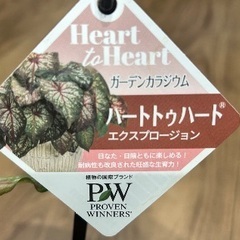 Heart
to Heart
ガーデンカラジウム
ハートトゥハート®
エクスプロージョン
日なた・日陰ともに楽しめる!
耐病性も改良された旺盛な生育力!
植物の国際ブランド
PW
PROVEN
WINNERS®